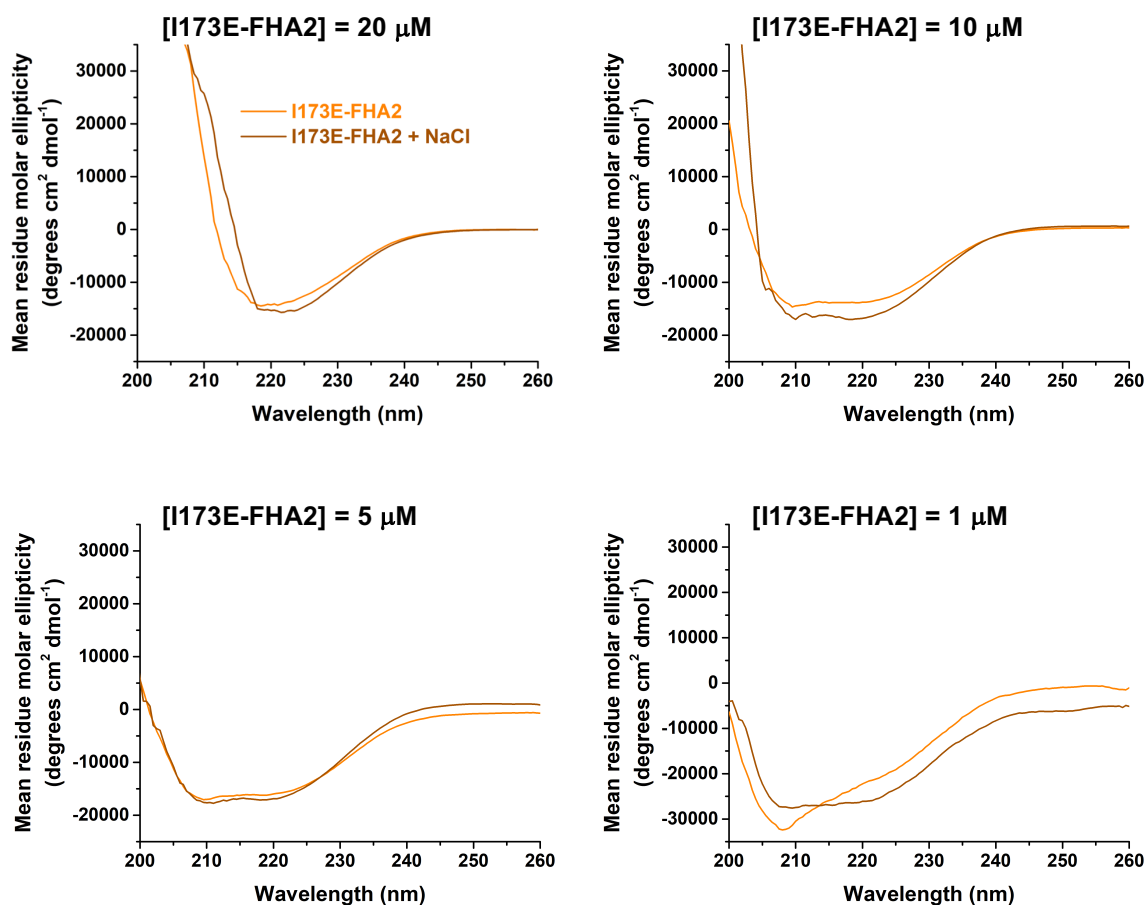 [I173E-FHA2] = 20 μM
Mean residue molar ellipticity
(degrees cm² dmol⁻¹)
30000
20000
10000
0
-10000
-20000
I173E-FHA2
I173E-FHA2 + NaCl
200 210 220 230 240 250 260
Wavelength (nm)
[I173E-FHA2] = 10 μM
Mean residue molar ellipticity
(degrees cm² dmol⁻¹)
30000
20000
10000
0
-10000
-20000
200 210 220 230 240 250 260
Wavelength (nm)
[I173E-FHA2] = 5 μM
Mean residue molar ellipticity
(degrees cm² dmol⁻¹)
30000
20000
10000
0
-10000
-20000
200 210 220 230 240 250 260
Wavelength (nm)
[I173E-FHA2] = 1 μM
Mean residue molar ellipticity
(degrees cm² dmol⁻¹)
30000
20000
10000
0
-10000
-20000
-30000
200 210 220 230 240 250 260
Wavelength (nm)